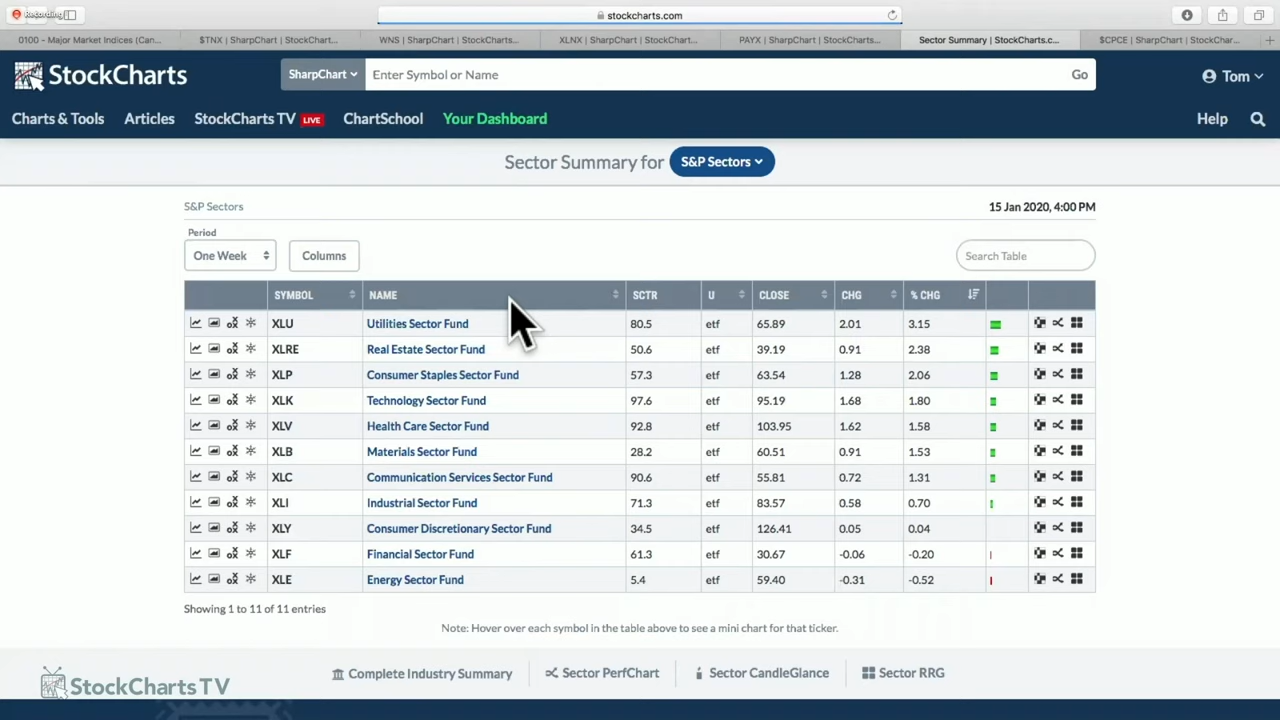 Recording
stockcharts.com
0100 - Major Market Indices (Can...
$TNX | SharpChart | StockChart...
WNS | SharpChart | StockCharts...
XLNX | SharpChart | StockChart...
PAYX | SharpChart | StockCharts...
Sector Summary | StockCharts.c...
$CPCE | SharpChart | StockChar...
StockCharts
SharpChart
Enter Symbol or Name
Go
Tom
Charts & Tools
Articles
StockCharts TV LIVE
ChartSchool
Your Dashboard
Help
Sector Summary for S&P Sectors
S&P Sectors
15 Jan 2020, 4:00 PM
Period
One Week
Columns
Search Table
SYMBOL NAME SCTR U CLOSE CHG % CHG
XLU Utilities Sector Fund 80.5 etf 65.89 2.01 3.15
XLRE Real Estate Sector Fund 50.6 etf 39.19 0.91 2.38
XLP Consumer Staples Sector Fund 57.3 etf 63.54 1.28 2.06
XLK Technology Sector Fund 97.6 etf 95.19 1.68 1.80
XLV Health Care Sector Fund 92.8 etf 103.95 1.62 1.58
XLB Materials Sector Fund 28.2 etf 60.51 0.91 1.53
XLC Communication Services Sector Fund 90.6 etf 55.81 0.72 1.31
XLI Industrial Sector Fund 71.3 etf 83.57 0.58 0.70
XLY Consumer Discretionary Sector Fund 34.5 etf 126.41 0.05 0.04
XLF Financial Sector Fund 61.3 etf 30.67 -0.06 -0.20
XLE Energy Sector Fund 5.4 etf 59.40 -0.31 -0.52
Showing 1 to 11 of 11 entries
Note: Hover over each symbol in the table above to see a mini chart for that ticker.
Complete Industry Summary
Sector PerfChart
Sector CandleGlance
Sector RRG
StockCharts TV